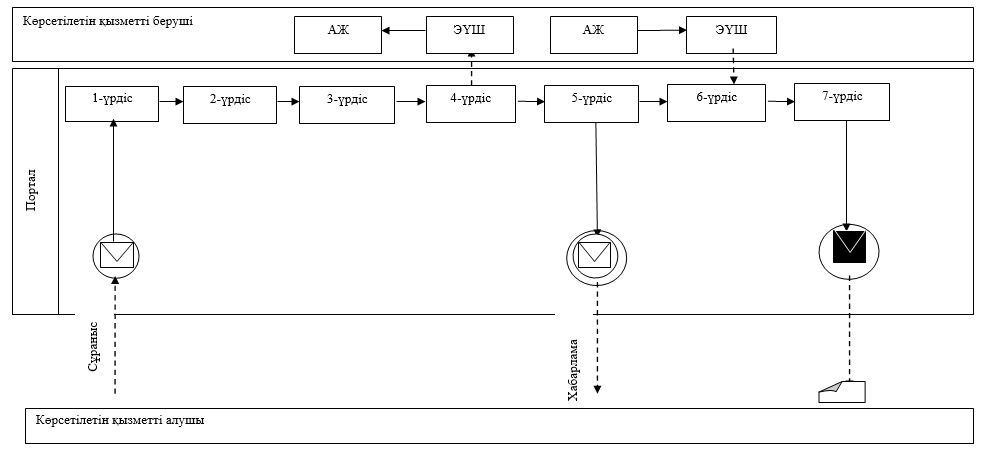 Көрсетілетін қызметті беруші
АЖ
ЭҮШ
АЖ
ЭҮШ
Портал
1-үрдіс
2-үрдіс
3-үрдіс
4-үрдіс
5-үрдіс
6-үрдіс
7-үрдіс
Сұраныс
Хабарлама
Көрсетілетін қызметті алушы